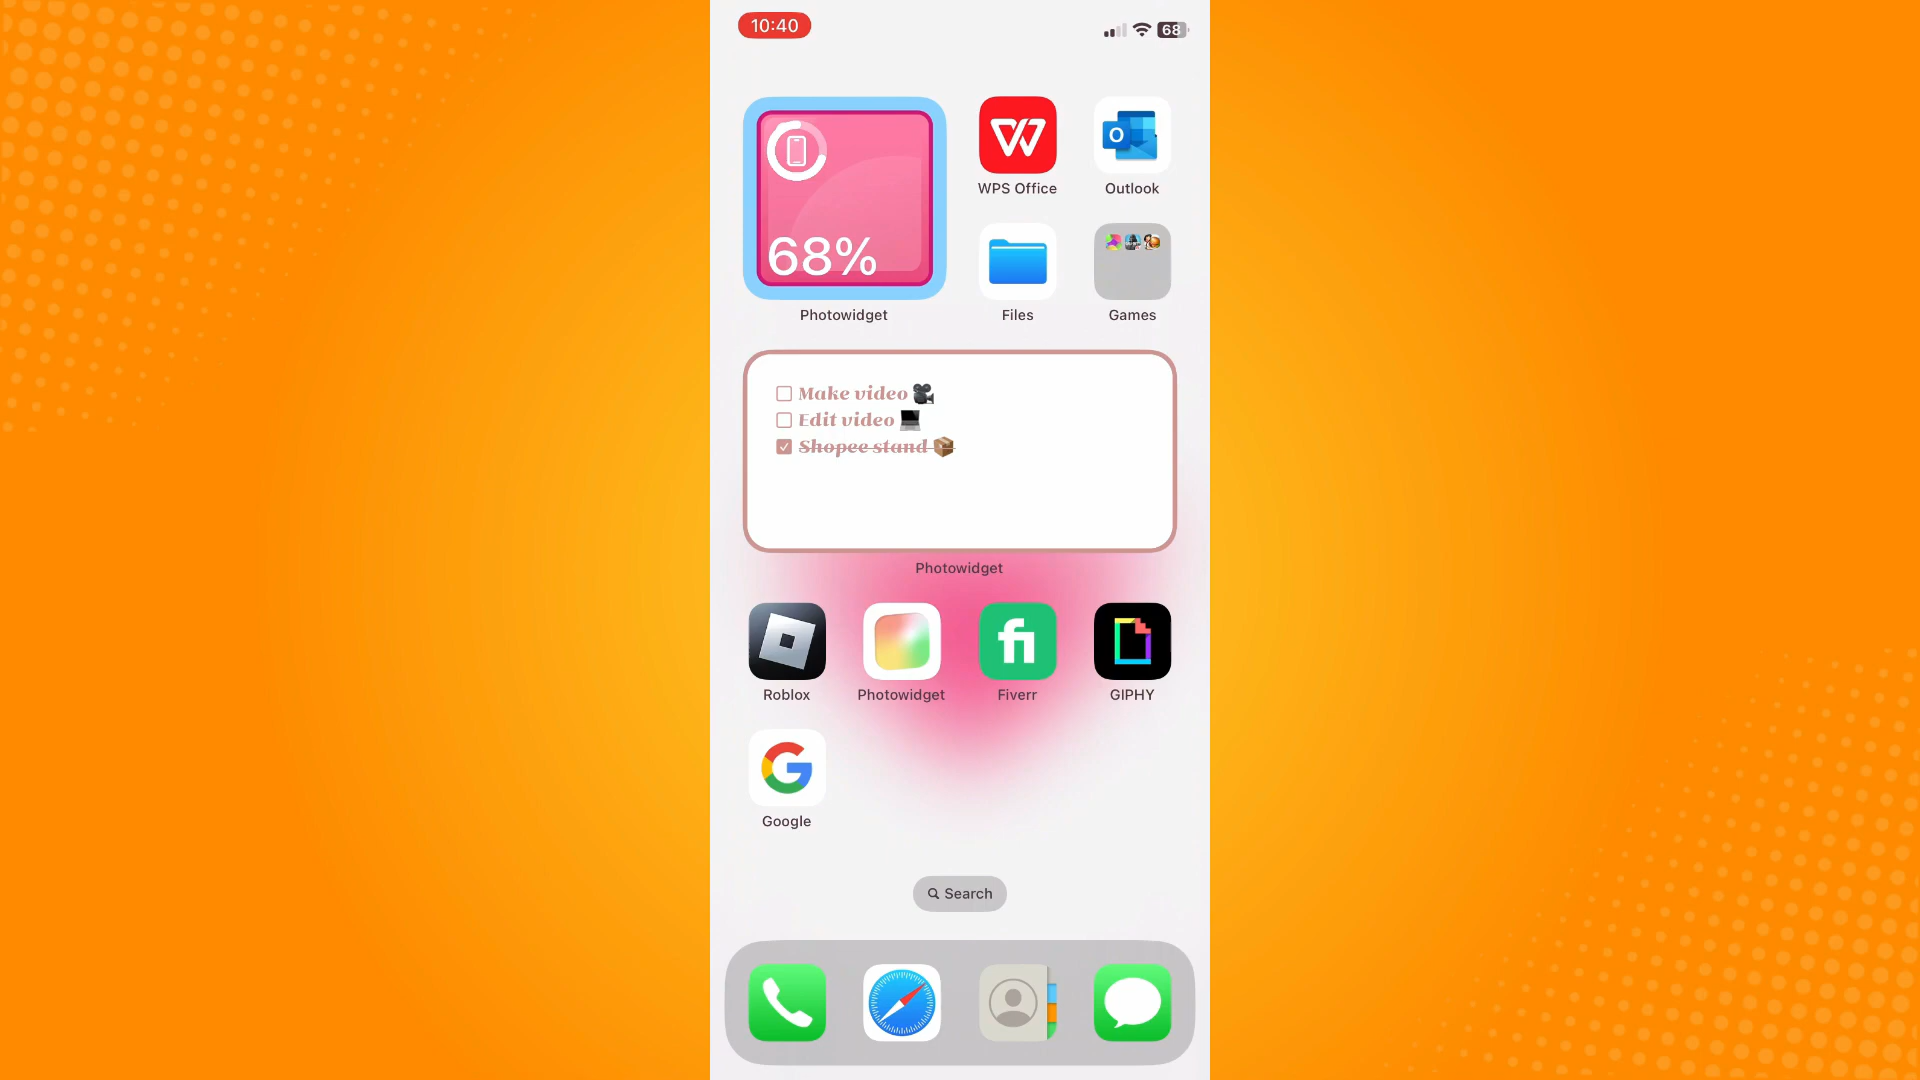 10:40
68
68%
WPS Office
Outlook
Photowidget
Files
Games
Make video
Edit video
Shopee stand
Photowidget
fi
Roblox
Photowidget
Fiverr
GIPHY
Google
Search